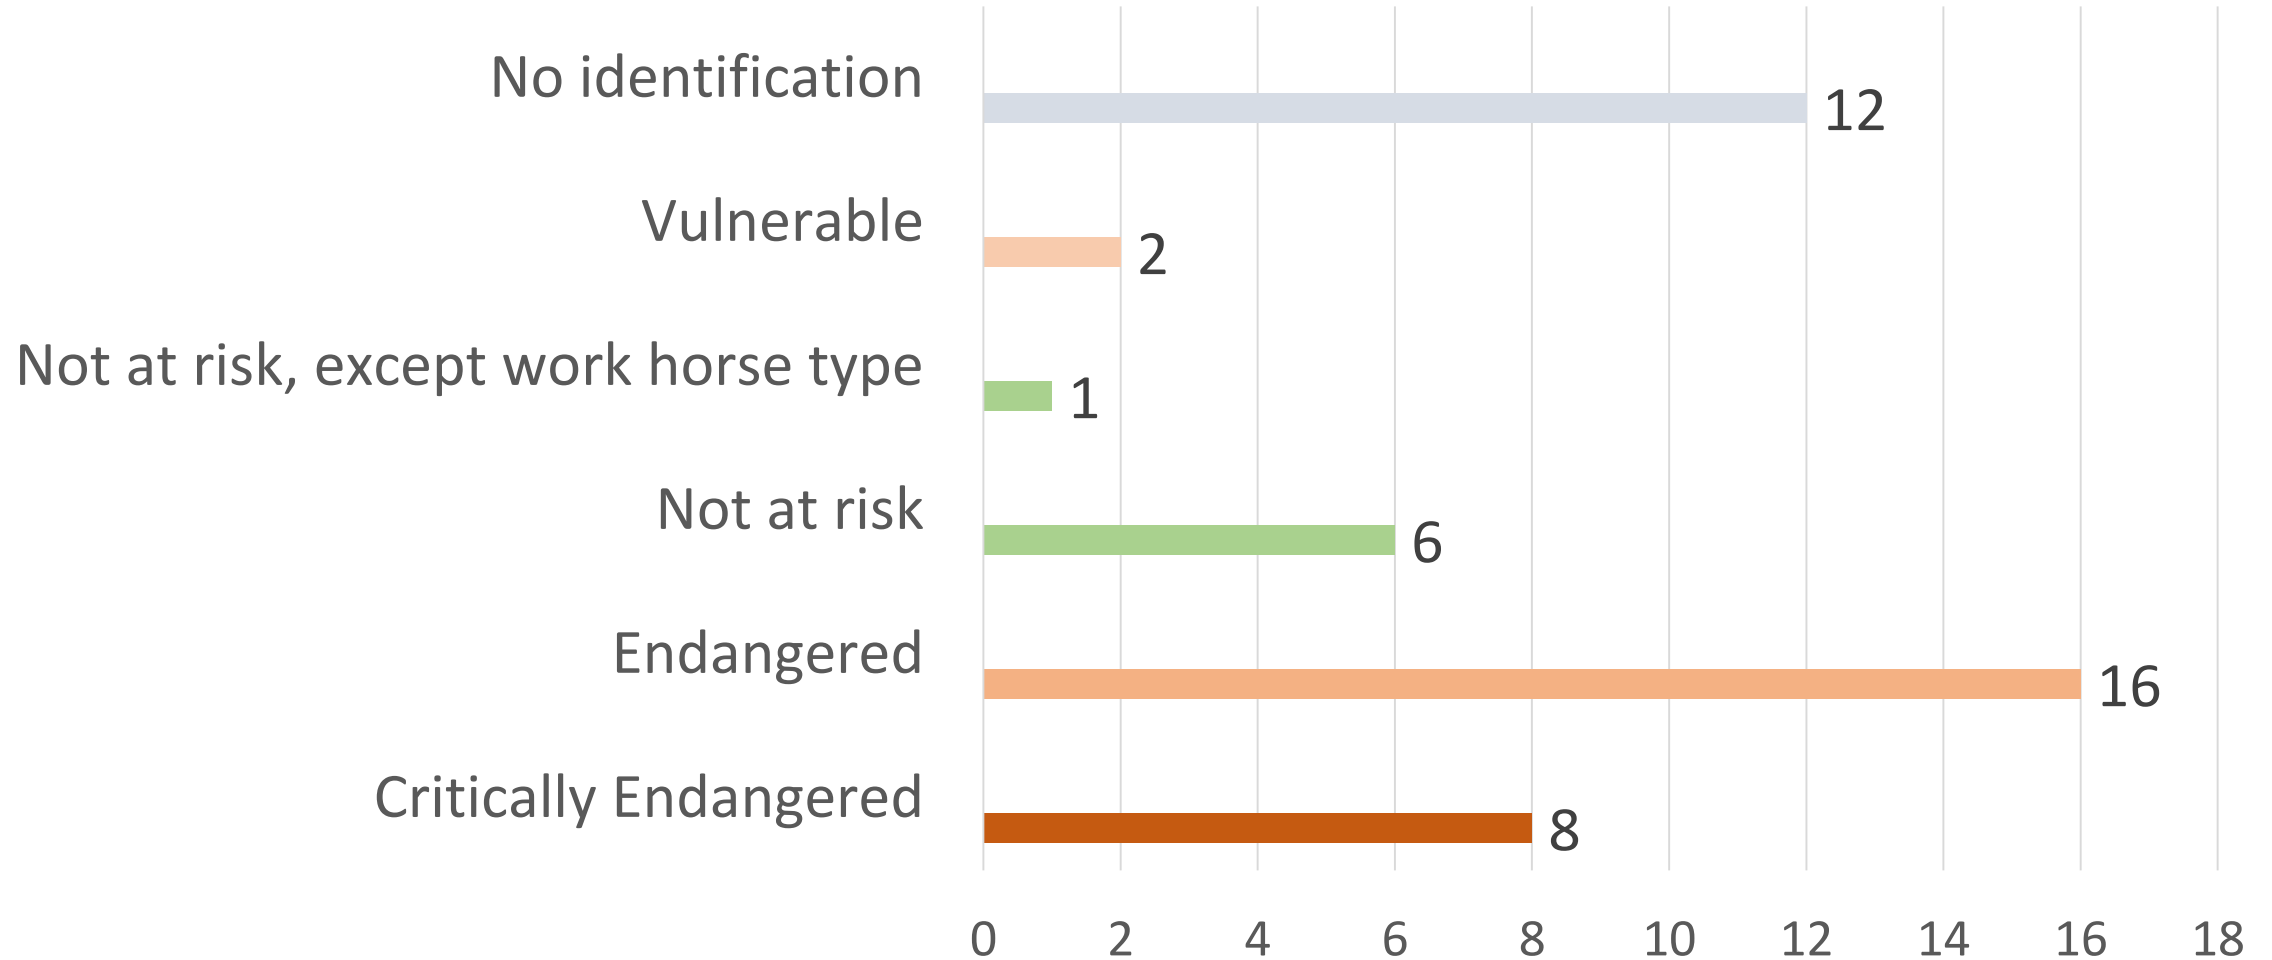 No identification
12
Vulnerable
2
Not at risk, except work horse type
1
Not at risk
6
Endangered
16
Critically Endangered
8
0 2 4 6 8 10 12 14 16 18